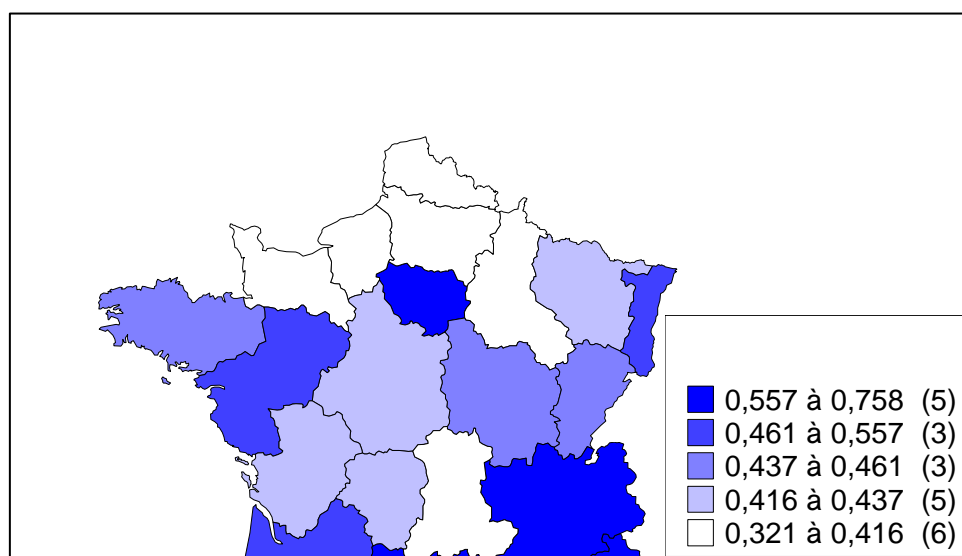 0,557 à 0,758 (5)
0,461 à 0,557 (3)
0,437 à 0,461 (3)
0,416 à 0,437 (5)
0,321 à 0,416 (6)